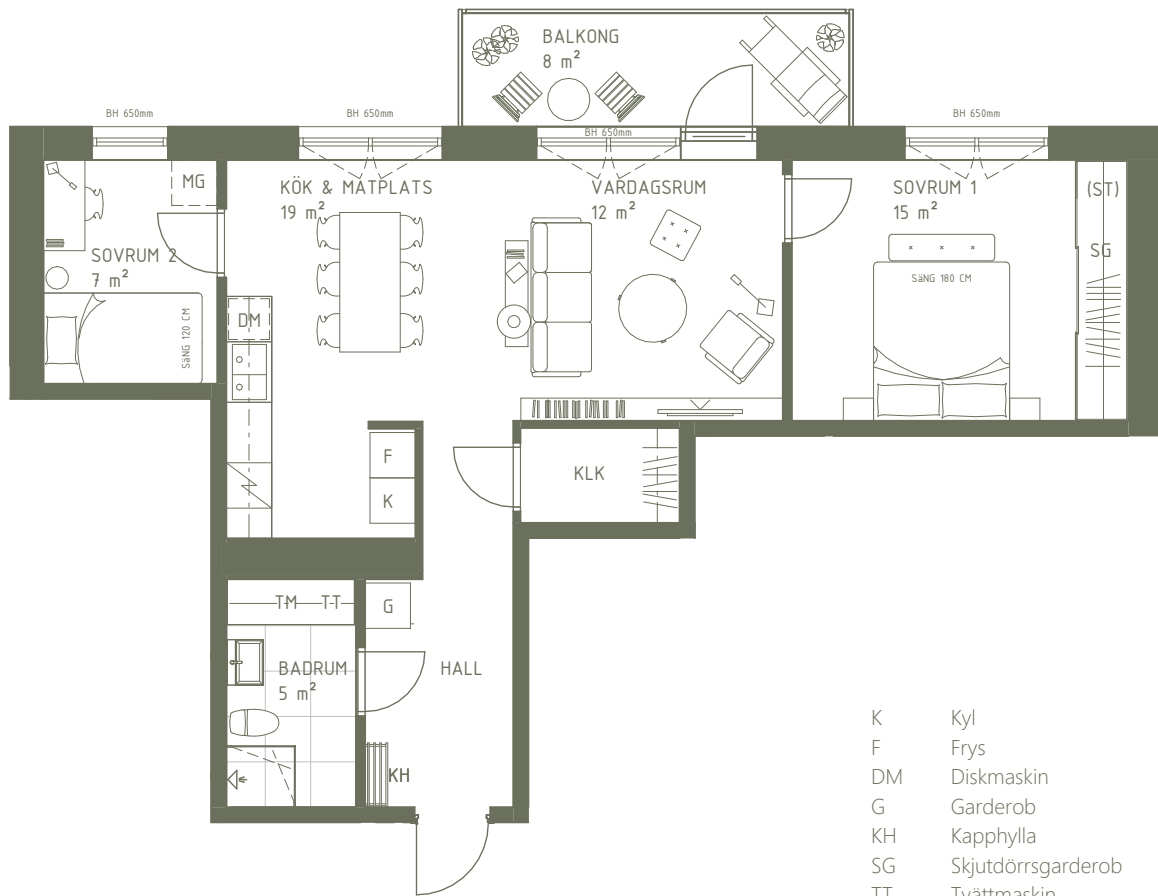 BALKONG
8 m²
BH 650mm
BH 650mm
BH 650mm
BH 650mm
MG
KÖK & MATPLATS
19 m²
VARDAGSRUM
12 m²
SOVRUM 1
15 m²
(ST)
SG
SOVRUM 2
7 m²
SäNG 180 CM
SäNG 120 CM
DM
F
K
KLK
TM TT
G
BADRUM
5 m²
HALL
KH
K Kyl
F Frys
DM Diskmaskin
G Garderob
KH Kapphylla
SG Skjutdörrsgarderob
TT Tvättmaskin